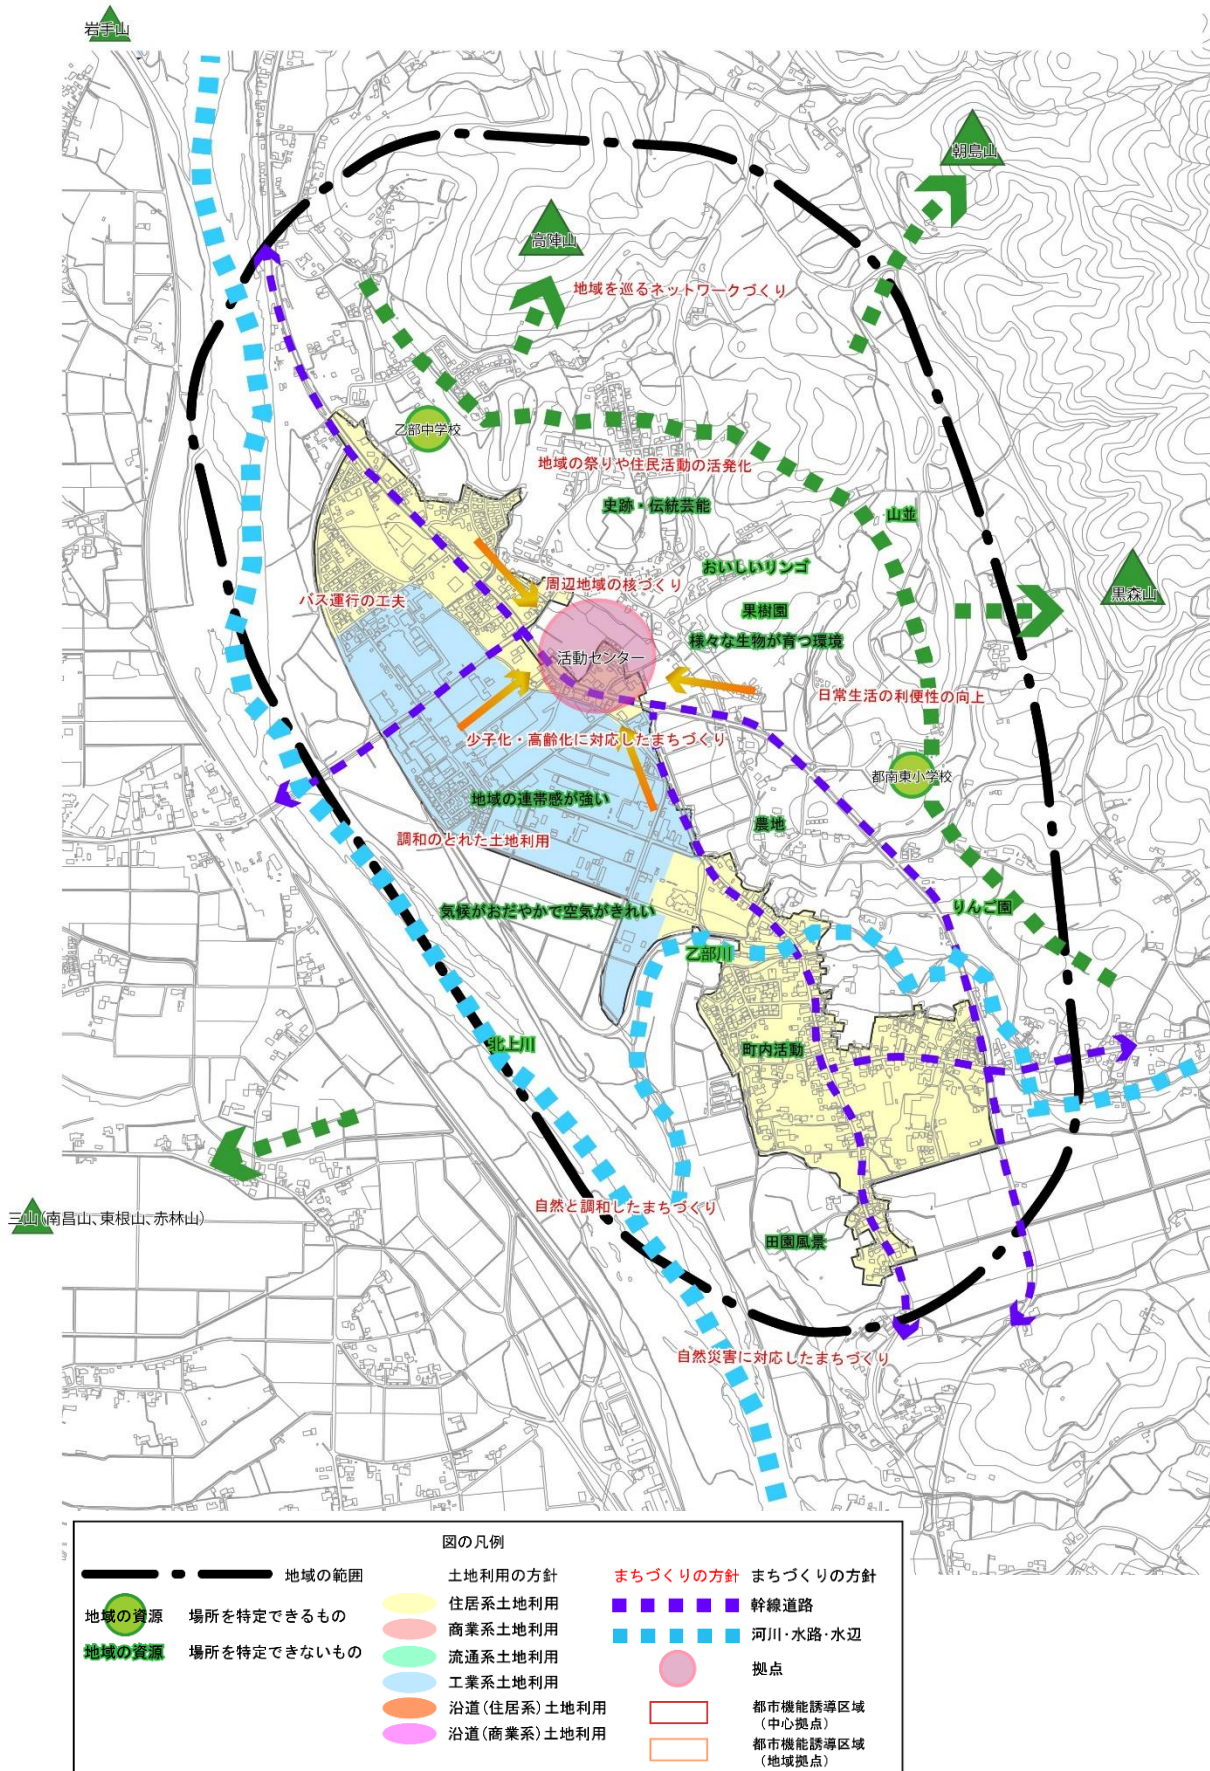 岩手山
朝島山
高陣山
地域を巡るネットワークづくり
乙部中学校
地域の祭りや住民活動の活発化
史跡・伝統芸能
山並
おいしいリンゴ
周辺地域の核づくり
黒森山
バス運行の工夫
果樹園
様々な生物が育つ環境
活動センター
日常生活の利便性の向上
少子化・高齢化に対応したまちづくり
都南東小学校
地域の連帯感が強い
農地
調和のとれた土地利用
りんご園
気候がおだやかで空気がきれい
乙部川
北上川
町内活動
自然と調和したまちづくり
三山(南昌山、東根山、赤林山)
田園風景
自然災害に対応したまちづくり
図の凡例
地域の範囲
地域の資源 場所を特定できるもの
地域の資源 場所を特定できないもの
土地利用の方針
住居系土地利用
商業系土地利用
流通系土地利用
工業系土地利用
沿道(住居系)土地利用
沿道(商業系)土地利用
まちづくりの方針 まちづくりの方針
幹線道路
河川・水路・水辺
拠点
都市機能誘導区域
(中心拠点)
都市機能誘導区域
(地域拠点)